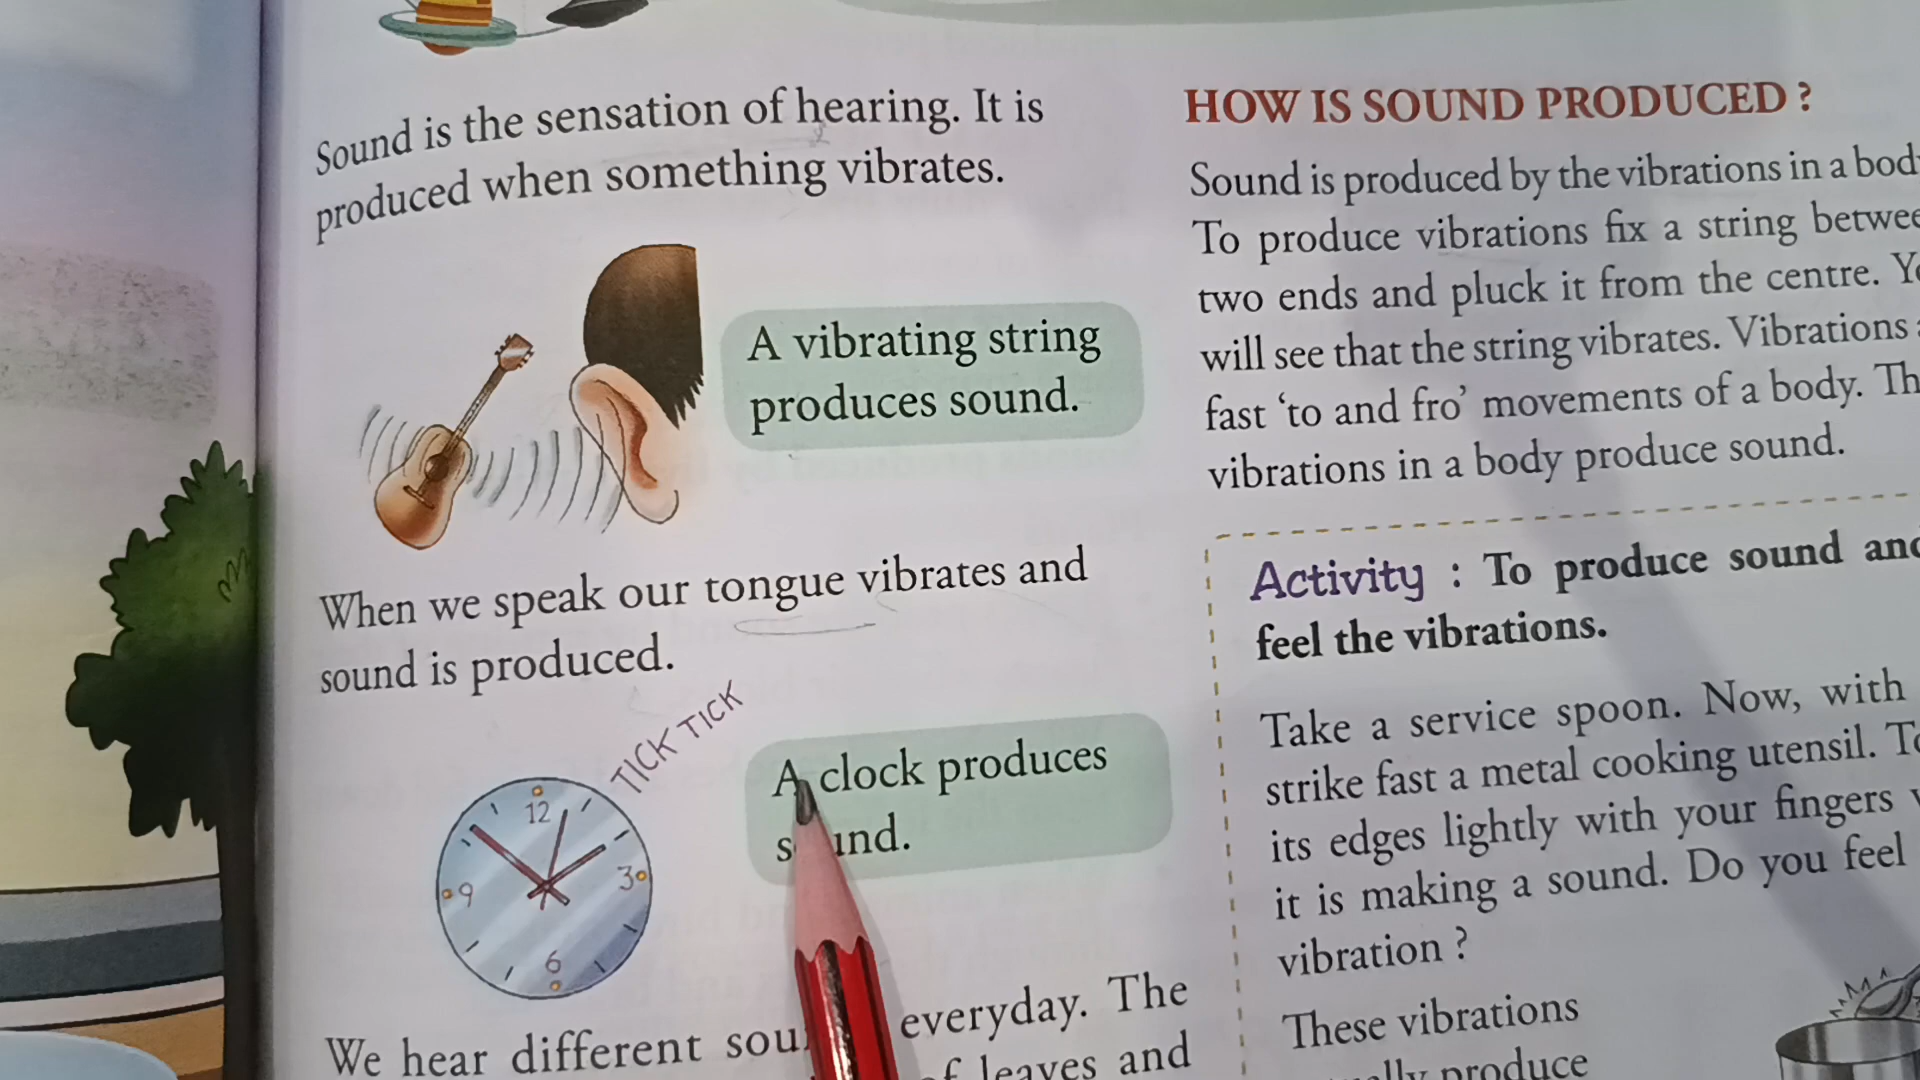 Sound is the sensation of hearing. It is
produced when something vibrates.
A vibrating string
produces sound.
When we speak our tongue vibrates and
sound is produced.
TICK TICK
12
3
9
6
A clock produces
We hear different everyday. The
leaves and
HOW IS SOUND PRODUCED ?
Sound is produced by the vibrations in a
To produce vibrations fix a string
two ends and pluck it from the centre.
will see that the string vibrates. Vibrations
fast ‘to and fro’ movements of a body.
vibrations in a body produce sound.
Activity : To produce sound
feel the vibrations.
Take a service spoon. Now, with
strike fast a metal cooking utensil.
its edges lightly with your fingers
it is making a sound. Do you feel
vibration ?
These vibrations
produce